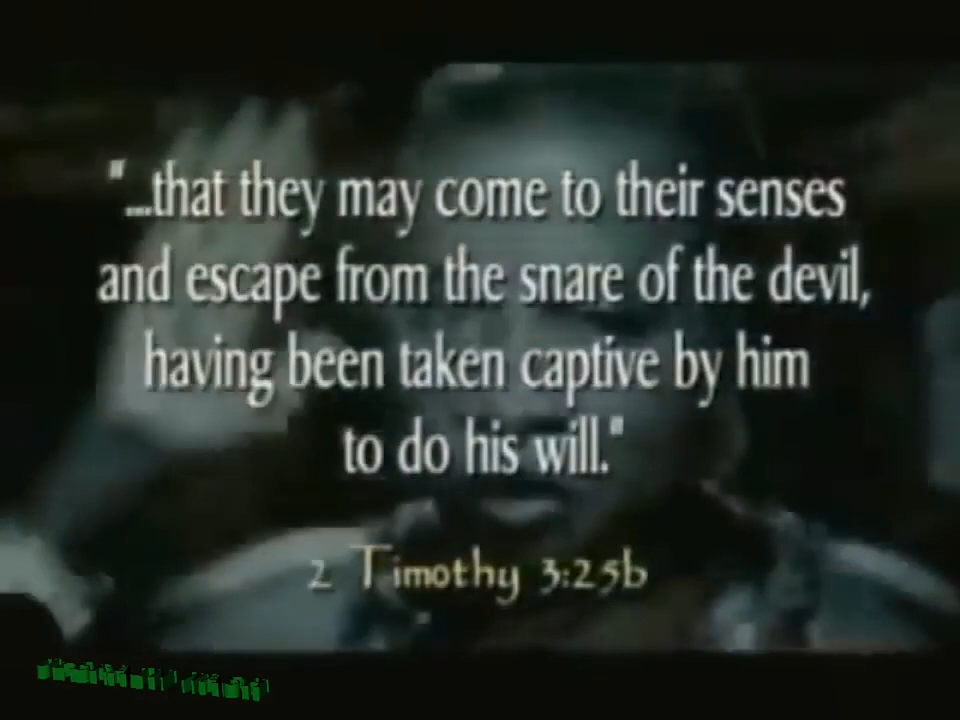 "...that they may come to their senses
and escape from the snare of the devil,
having been taken captive by him
to do his will."
2 Timothy 3:25b